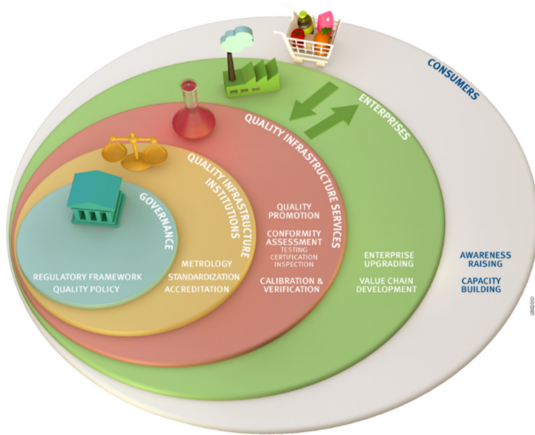 CONSUMERS
ENTERPRISES
QUALITY INFRASTRUCTURE SERVICES
QUALITY INFRASTRUCTURE
INSTITUTIONS
GOVERNANCE
REGULATORY FRAMEWORK
QUALITY POLICY
METROLOGY
STANDARDIZATION
ACCREDITATION
QUALITY
PROMOTION
CONFORMITY
ASSESSMENT
TESTING
CERTIFICATION
INSPECTION
CALIBRATION &
VERIFICATION
ENTERPRISE
UPGRADING
VALUE CHAIN
DEVELOPMENT
AWARENESS
RAISING
CAPACITY
BUILDING